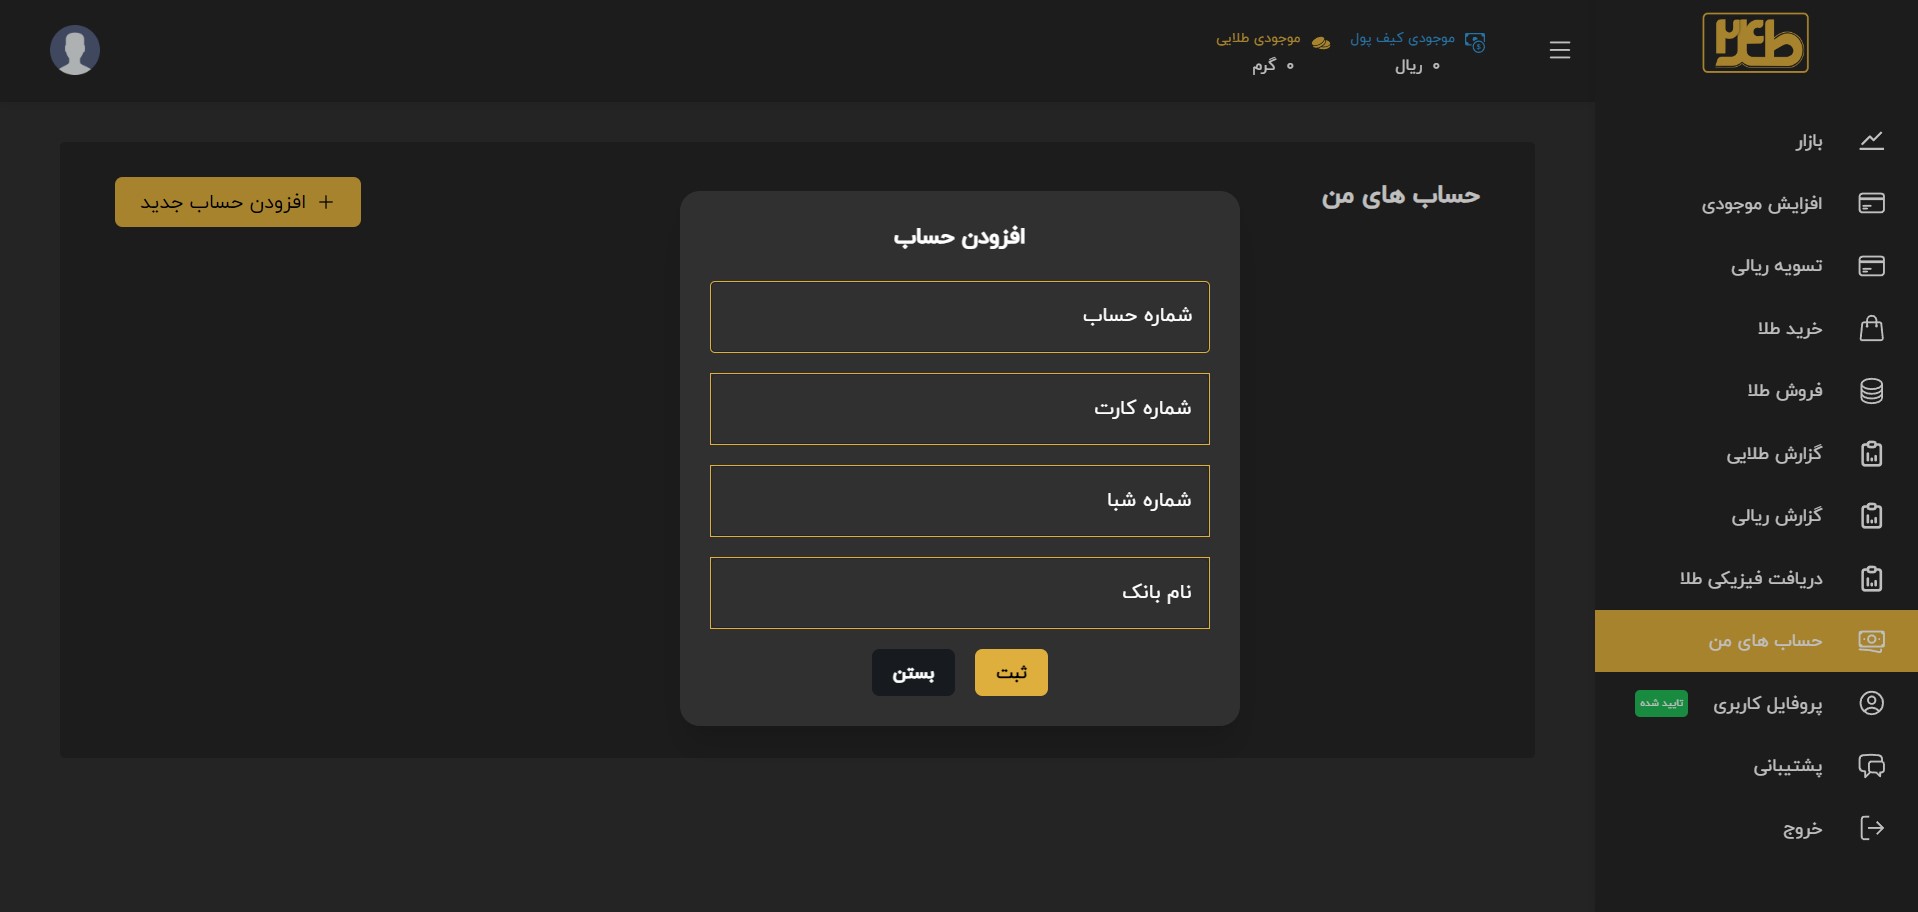 ط۲۴
موجودی کیف پول
۰ ریال
موجودی طلایی
۰ گرم
بازار
افزایش موجودی
تسویه ریالی
خرید طلا
فروش طلا
گزارش طلایی
گزارش ریالی
دریافت فیزیکی طلا
حساب های من
پروفایل کاربری
تایید شده
پشتیبانی
خروج
حساب های من
افزودن حساب جدید
افزودن حساب
شماره حساب
شماره کارت
شماره شبا
نام بانک
ثبت
بستن